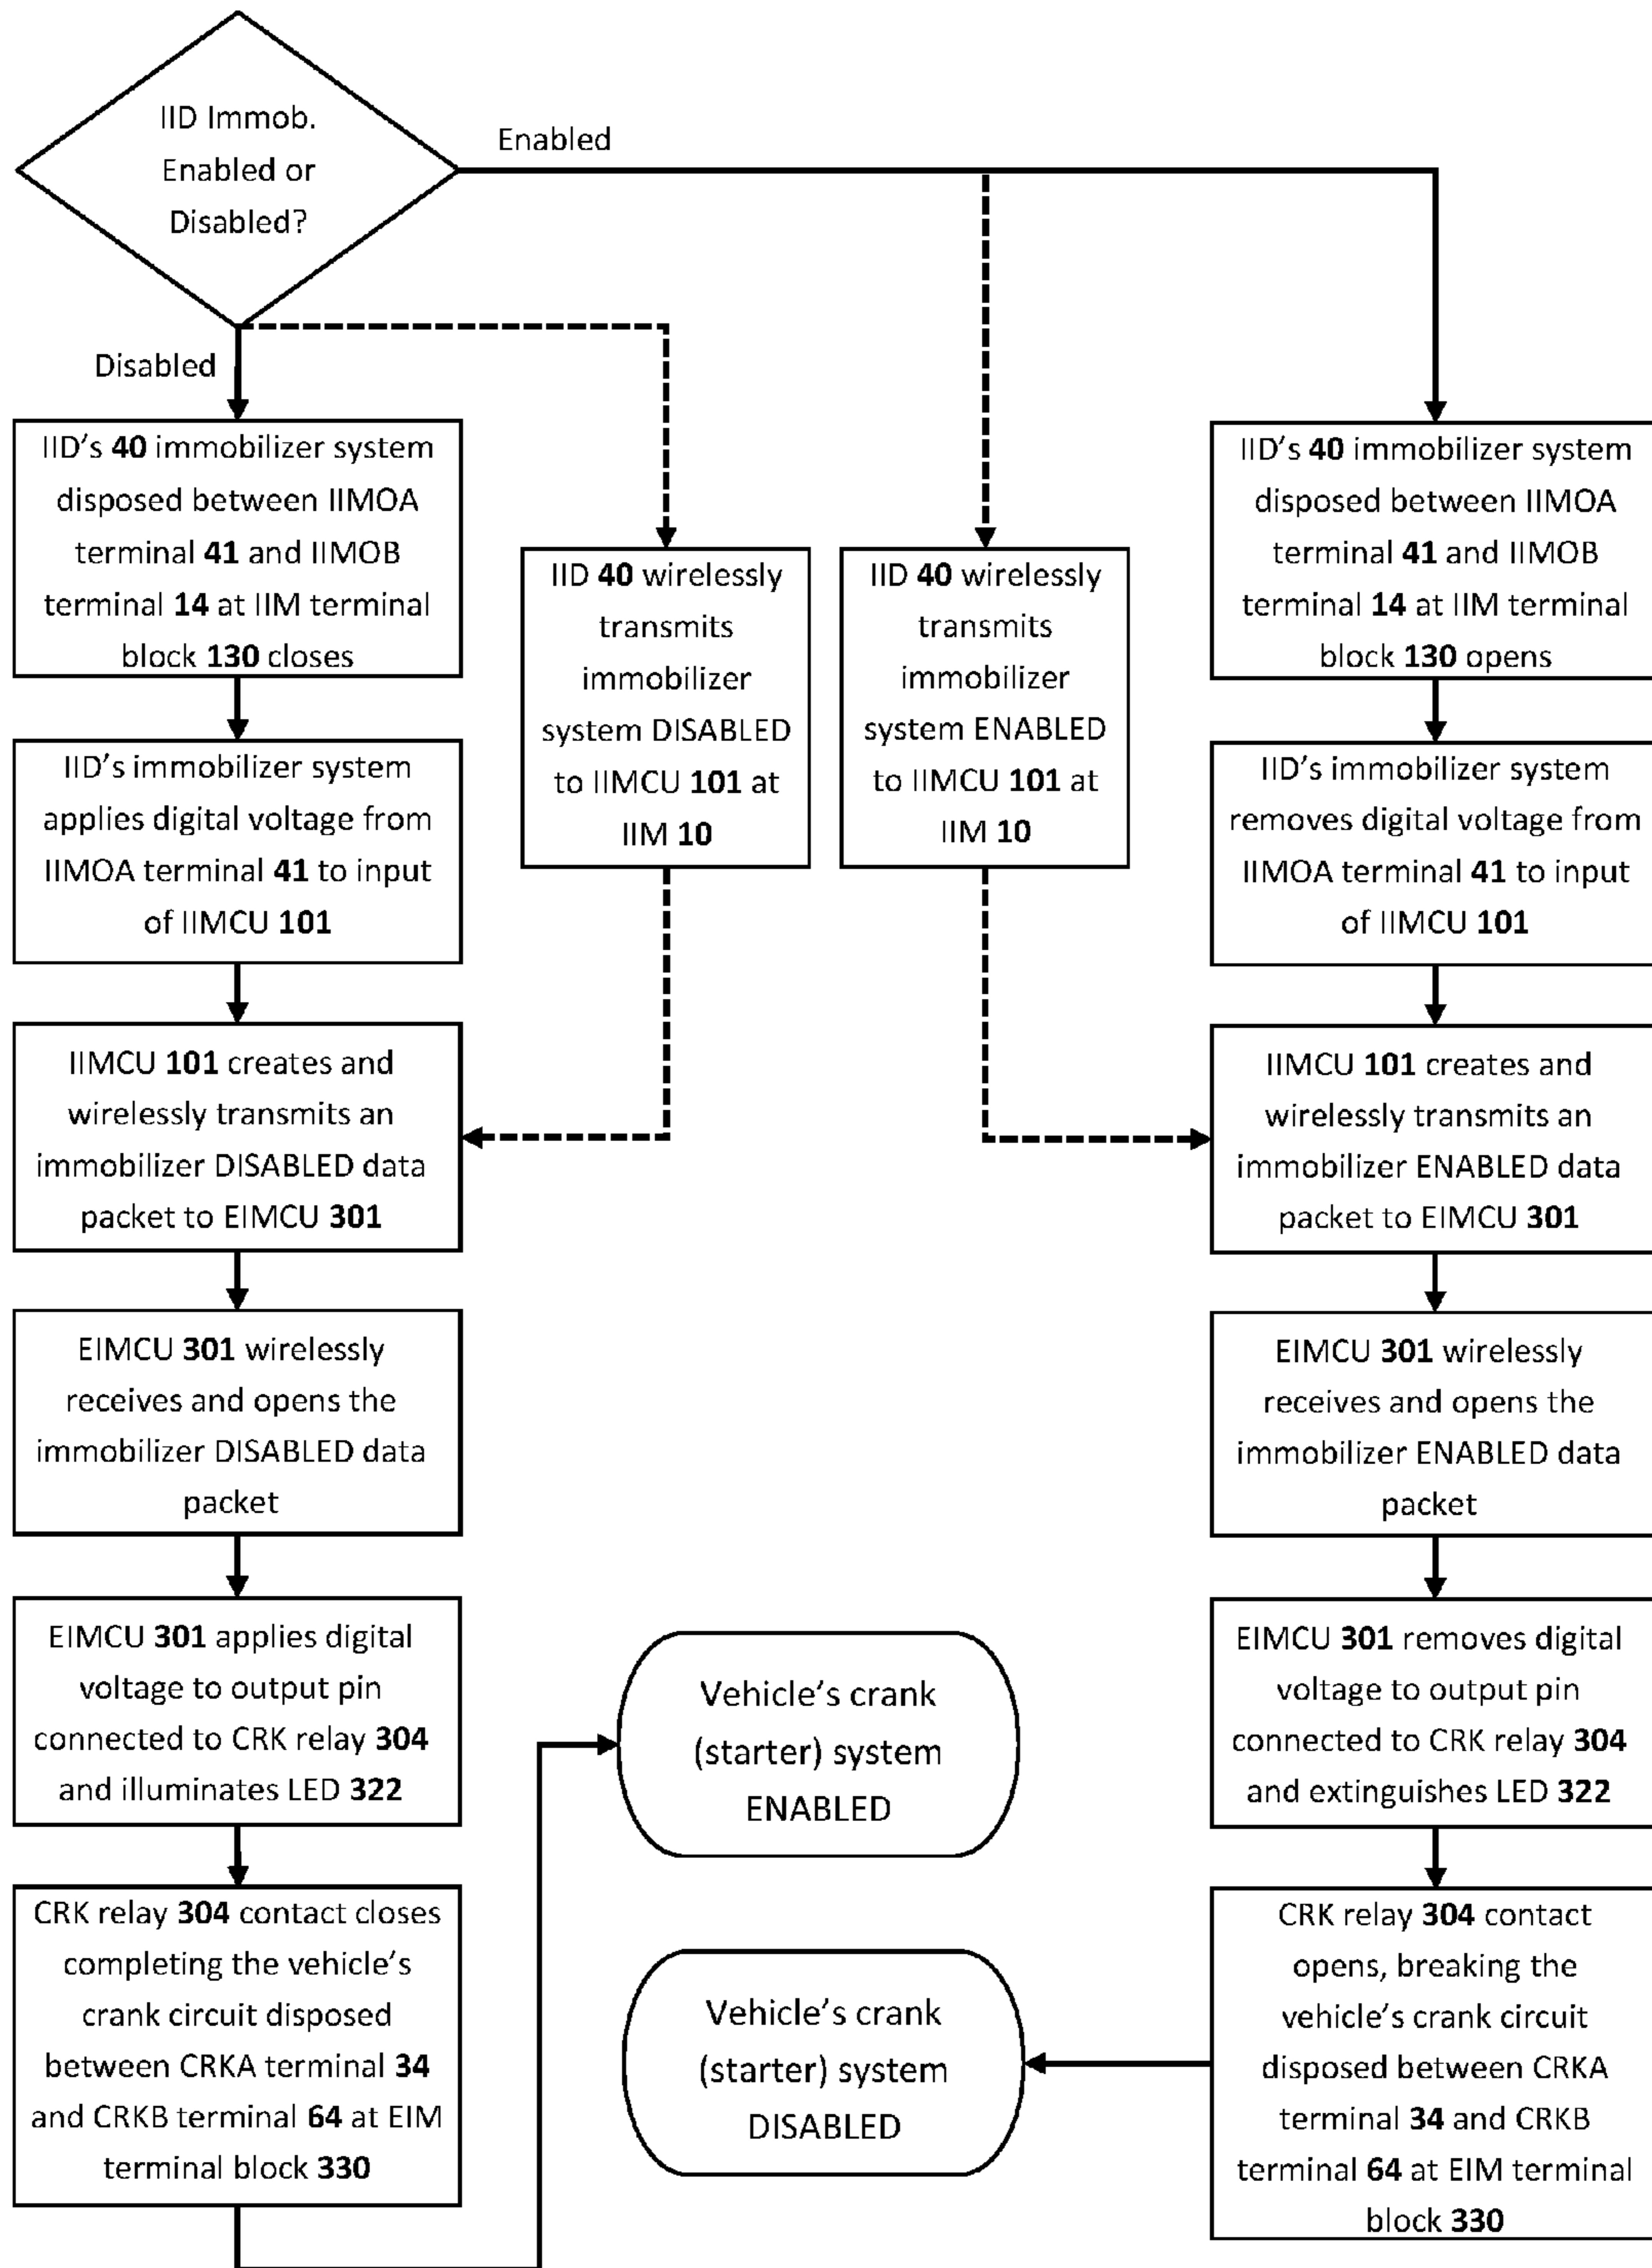 IID Immob.
Enabled or
Disabled?
Enabled
Disabled
IID's 40 immobilizer system
disposed between IIMOA
terminal 41 and IIMOB
terminal 14 at IIM terminal
block 130 closes
IID's immobilizer system
applies digital voltage from
IIMOA terminal 41 to input
of IIMCU 101
IIMCU 101 creates and
wirelessly transmits an
immobilizer DISABLED data
packet to EIMCU 301
EIMCU 301 wirelessly
receives and opens the
immobilizer DISABLED data
packet
EIMCU 301 applies digital
voltage to output pin
connected to CRK relay 304
and illuminates LED 322
CRK relay 304 contact closes
completing the vehicle's
crank circuit disposed
between CRKA terminal 34
and CRKB terminal 64 at EIM
terminal block 330
IID 40 wirelessly
transmits
immobilizer
system DISABLED
to IIMCU 101 at
IIM 10
IID 40 wirelessly
transmits
immobilizer
system ENABLED
to IIMCU 101 at
IIM 10
Vehicle's crank
(starter) system
ENABLED
Vehicle's crank
(starter) system
DISABLED
IID's 40 immobilizer system
disposed between IIMOA
terminal 41 and IIMOB
terminal 14 at IIM terminal
block 130 opens
IID's immobilizer system
removes digital voltage from
IIMOA terminal 41 to input
of IIMCU 101
IIMCU 101 creates and
wirelessly transmits an
immobilizer ENABLED data
packet to EIMCU 301
EIMCU 301 wirelessly
receives and opens the
immobilizer ENABLED data
packet
EIMCU 301 removes digital
voltage to output pin
connected to CRK relay 304
and extinguishes LED 322
CRK relay 304 contact
opens, breaking the
vehicle's crank circuit
disposed between CRKA
terminal 34 and CRKB
terminal 64 at EIM terminal
block 330